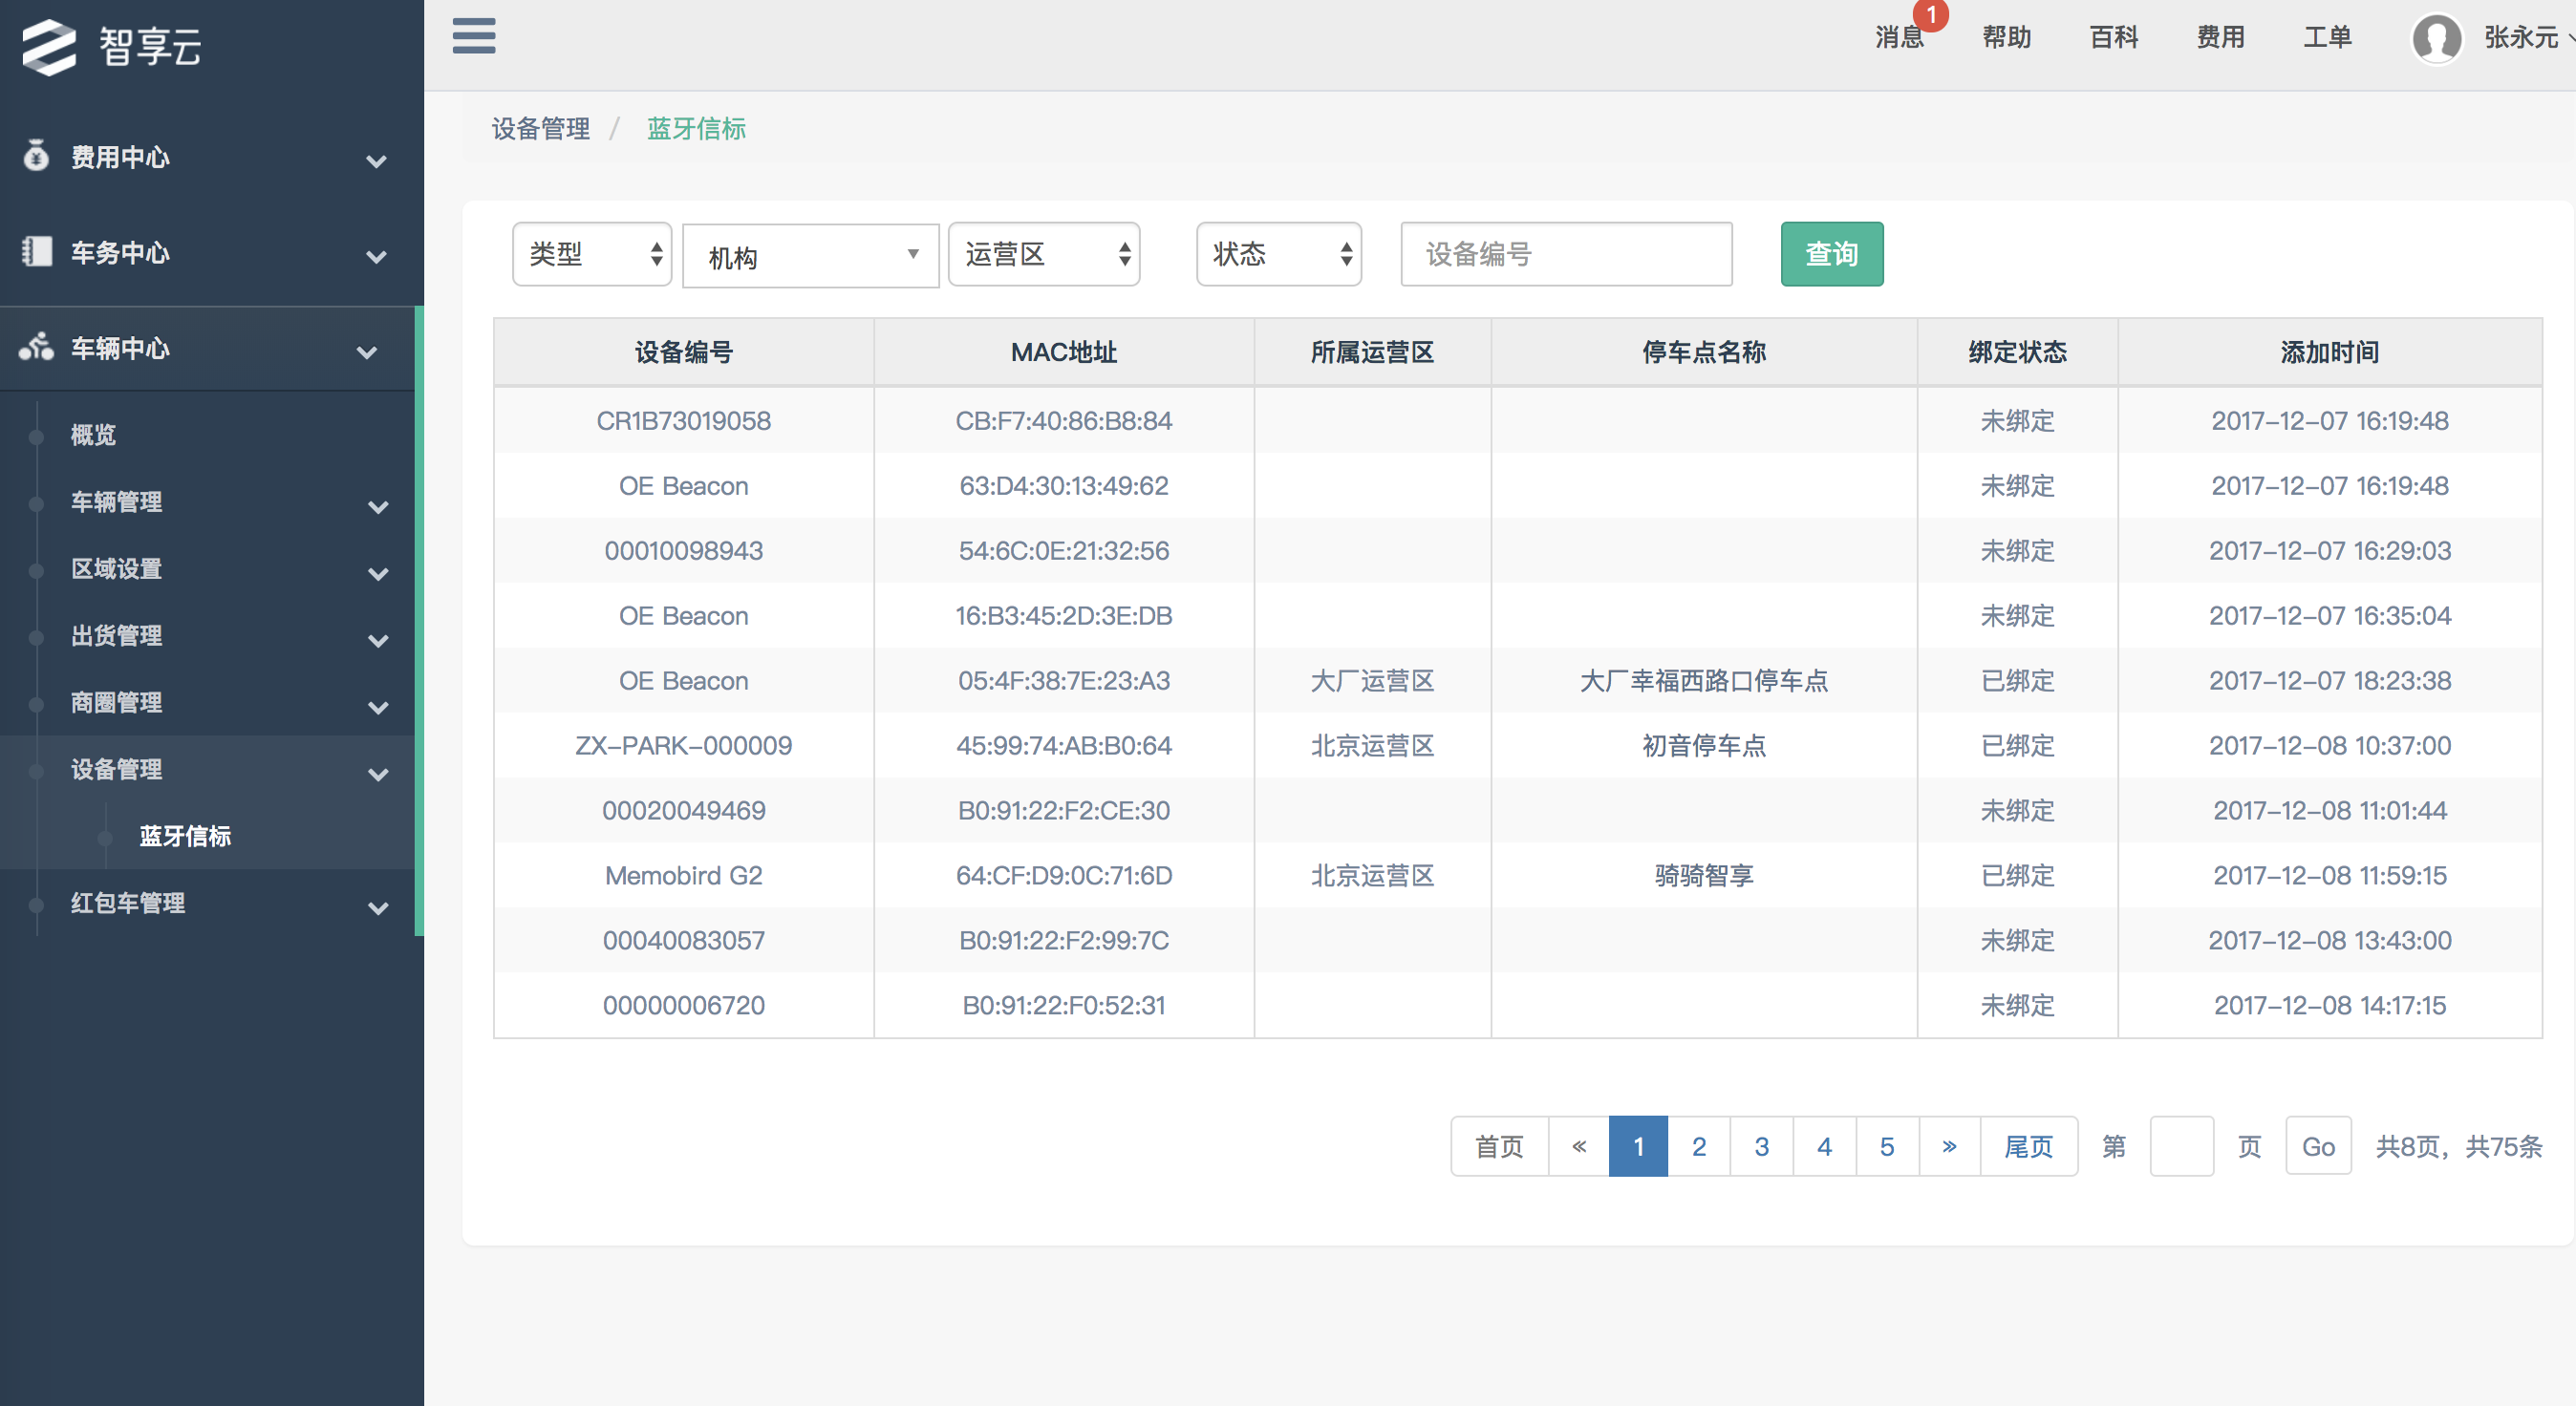 智享云
消息 1 帮助 百科 费用 工单 张永元
费用中心
车务中心
车辆中心
概览
车辆管理
区域设置
出货管理
商圈管理
设备管理
蓝牙信标
红包车管理
设备管理 / 蓝牙信标
类型 机构 运营区 状态 设备编号 查询
设备编号 MAC地址 所属运营区 停车点名称 绑定状态 添加时间
CR1B73019058 CB:F7:40:86:B8:84 未绑定 2017-12-07 16:19:48
OE Beacon 63:D4:30:13:49:62 未绑定 2017-12-07 16:19:48
00010098943 54:6C:0E:21:32:56 未绑定 2017-12-07 16:29:03
OE Beacon 16:B3:45:2D:3E:DB 未绑定 2017-12-07 16:35:04
OE Beacon 05:4F:38:7E:23:A3 大厂运营区 大厂幸福西路口停车点 已绑定 2017-12-07 18:23:38
ZX-PARK-000009 45:99:74:AB:B0:64 北京运营区 初音停车点 已绑定 2017-12-08 10:37:00
00020049469 B0:91:22:F2:CE:30 未绑定 2017-12-08 11:01:44
Memobird G2 64:CF:D9:0C:71:6D 北京运营区 骑骑智享 已绑定 2017-12-08 11:59:15
00040083057 B0:91:22:F2:99:7C 未绑定 2017-12-08 13:43:00
00000006720 B0:91:22:F0:52:31 未绑定 2017-12-08 14:17:15
首页 « 1 2 3 4 5 » 尾页 第 页 Go 共8页，共75条